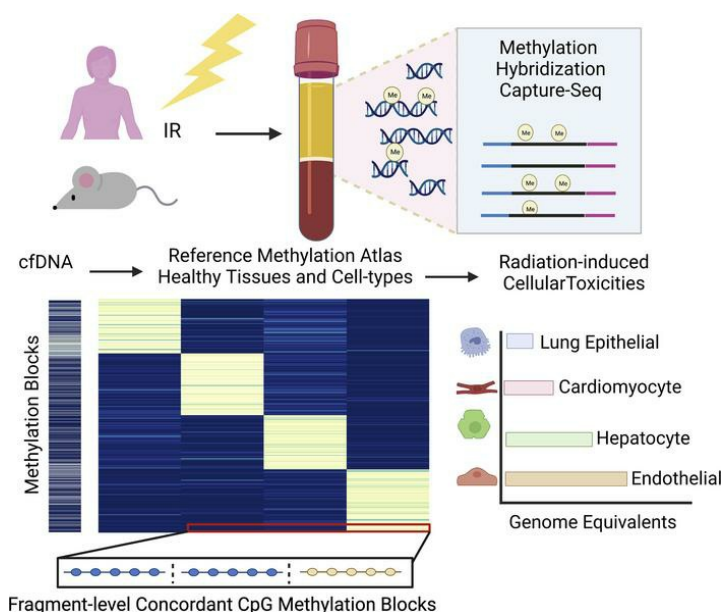 Methylation
Hybridization
Capture-Seq
IR
Me
Me
Me
Me
Me
Me
Me
Me
cfDNA
Reference Methylation Atlas
Healthy Tissues and Cell-types
Radiation-induced
CellularToxicities
Methylation Blocks
Lung Epithelial
Cardiomyocyte
Hepatocyte
Endothelial
Genome Equivalents
Fragment-level Concordant CpG Methylation Blocks